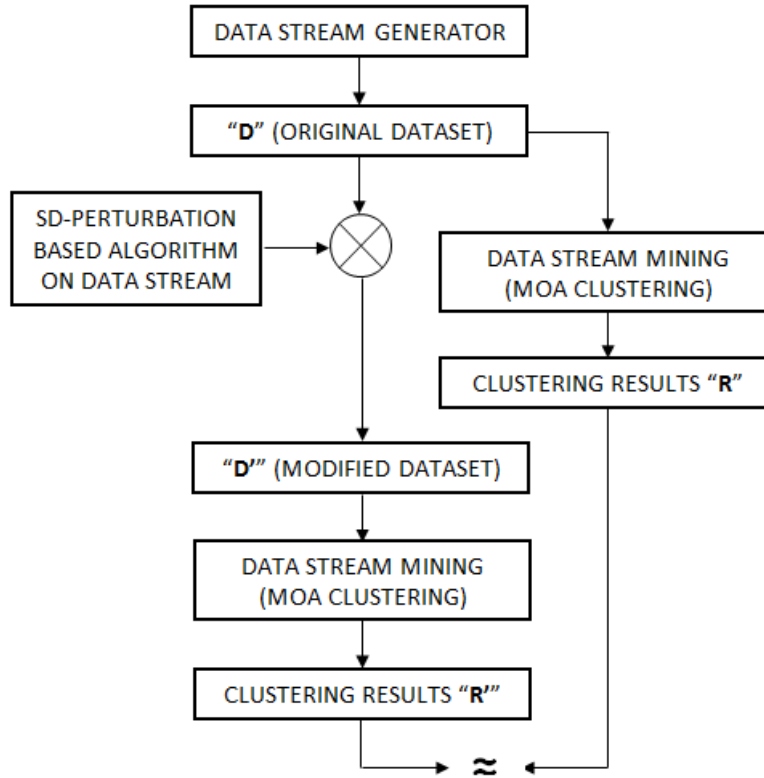 DATA STREAM GENERATOR
“D” (ORIGINAL DATASET)
SD-PERTURBATION
BASED ALGORITHM
ON DATA STREAM
DATA STREAM MINING
(MOA CLUSTERING)
CLUSTERING RESULTS “R”
“D’” (MODIFIED DATASET)
DATA STREAM MINING
(MOA CLUSTERING)
CLUSTERING RESULTS “R’”
≈